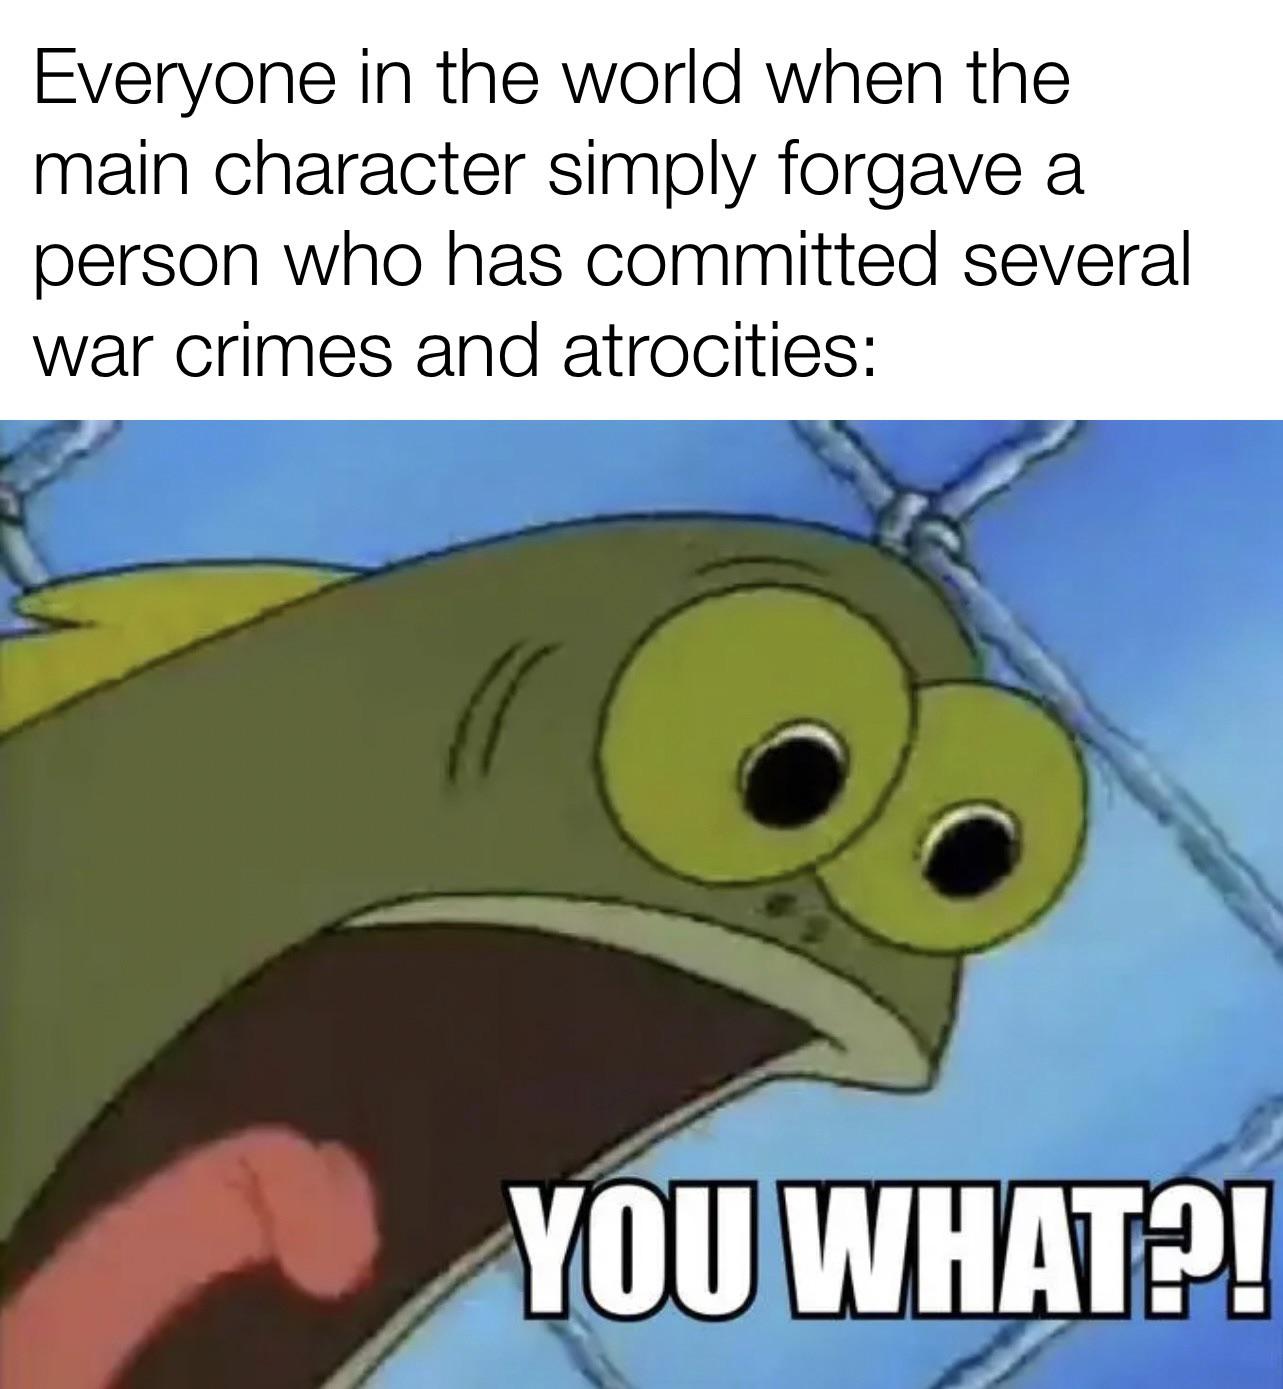 Everyone in the world when the
main character simply forgave a
person who has committed several
war crimes and atrocities:
YOU WHAT?!